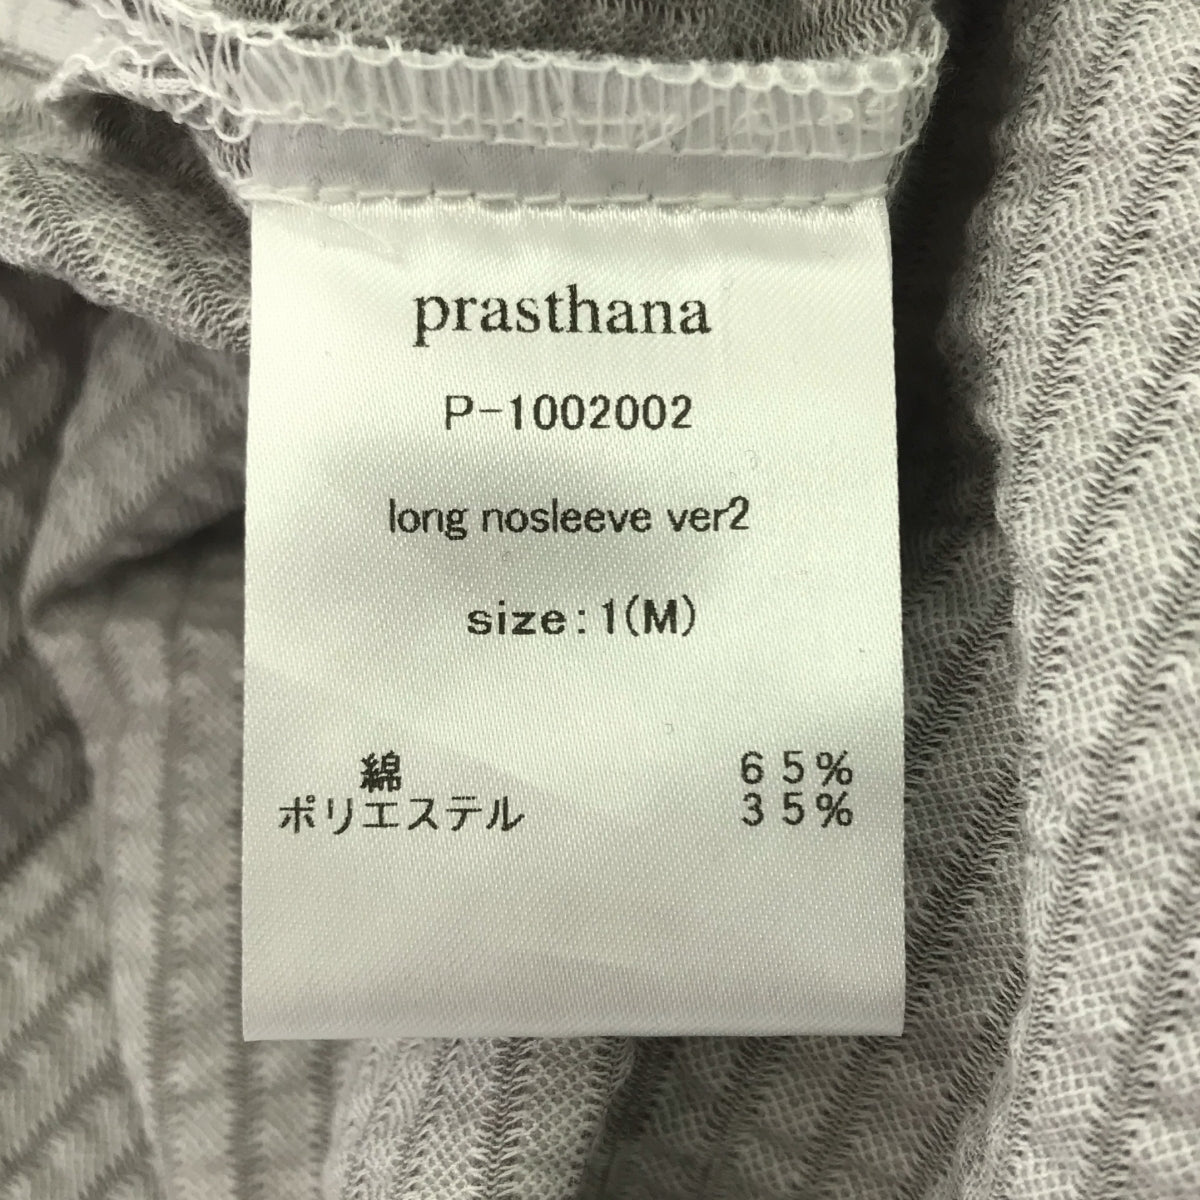 prasthana
P-1002002
long nosleeve ver2
size:1(M)
綿 65%
ポリエステル 35%